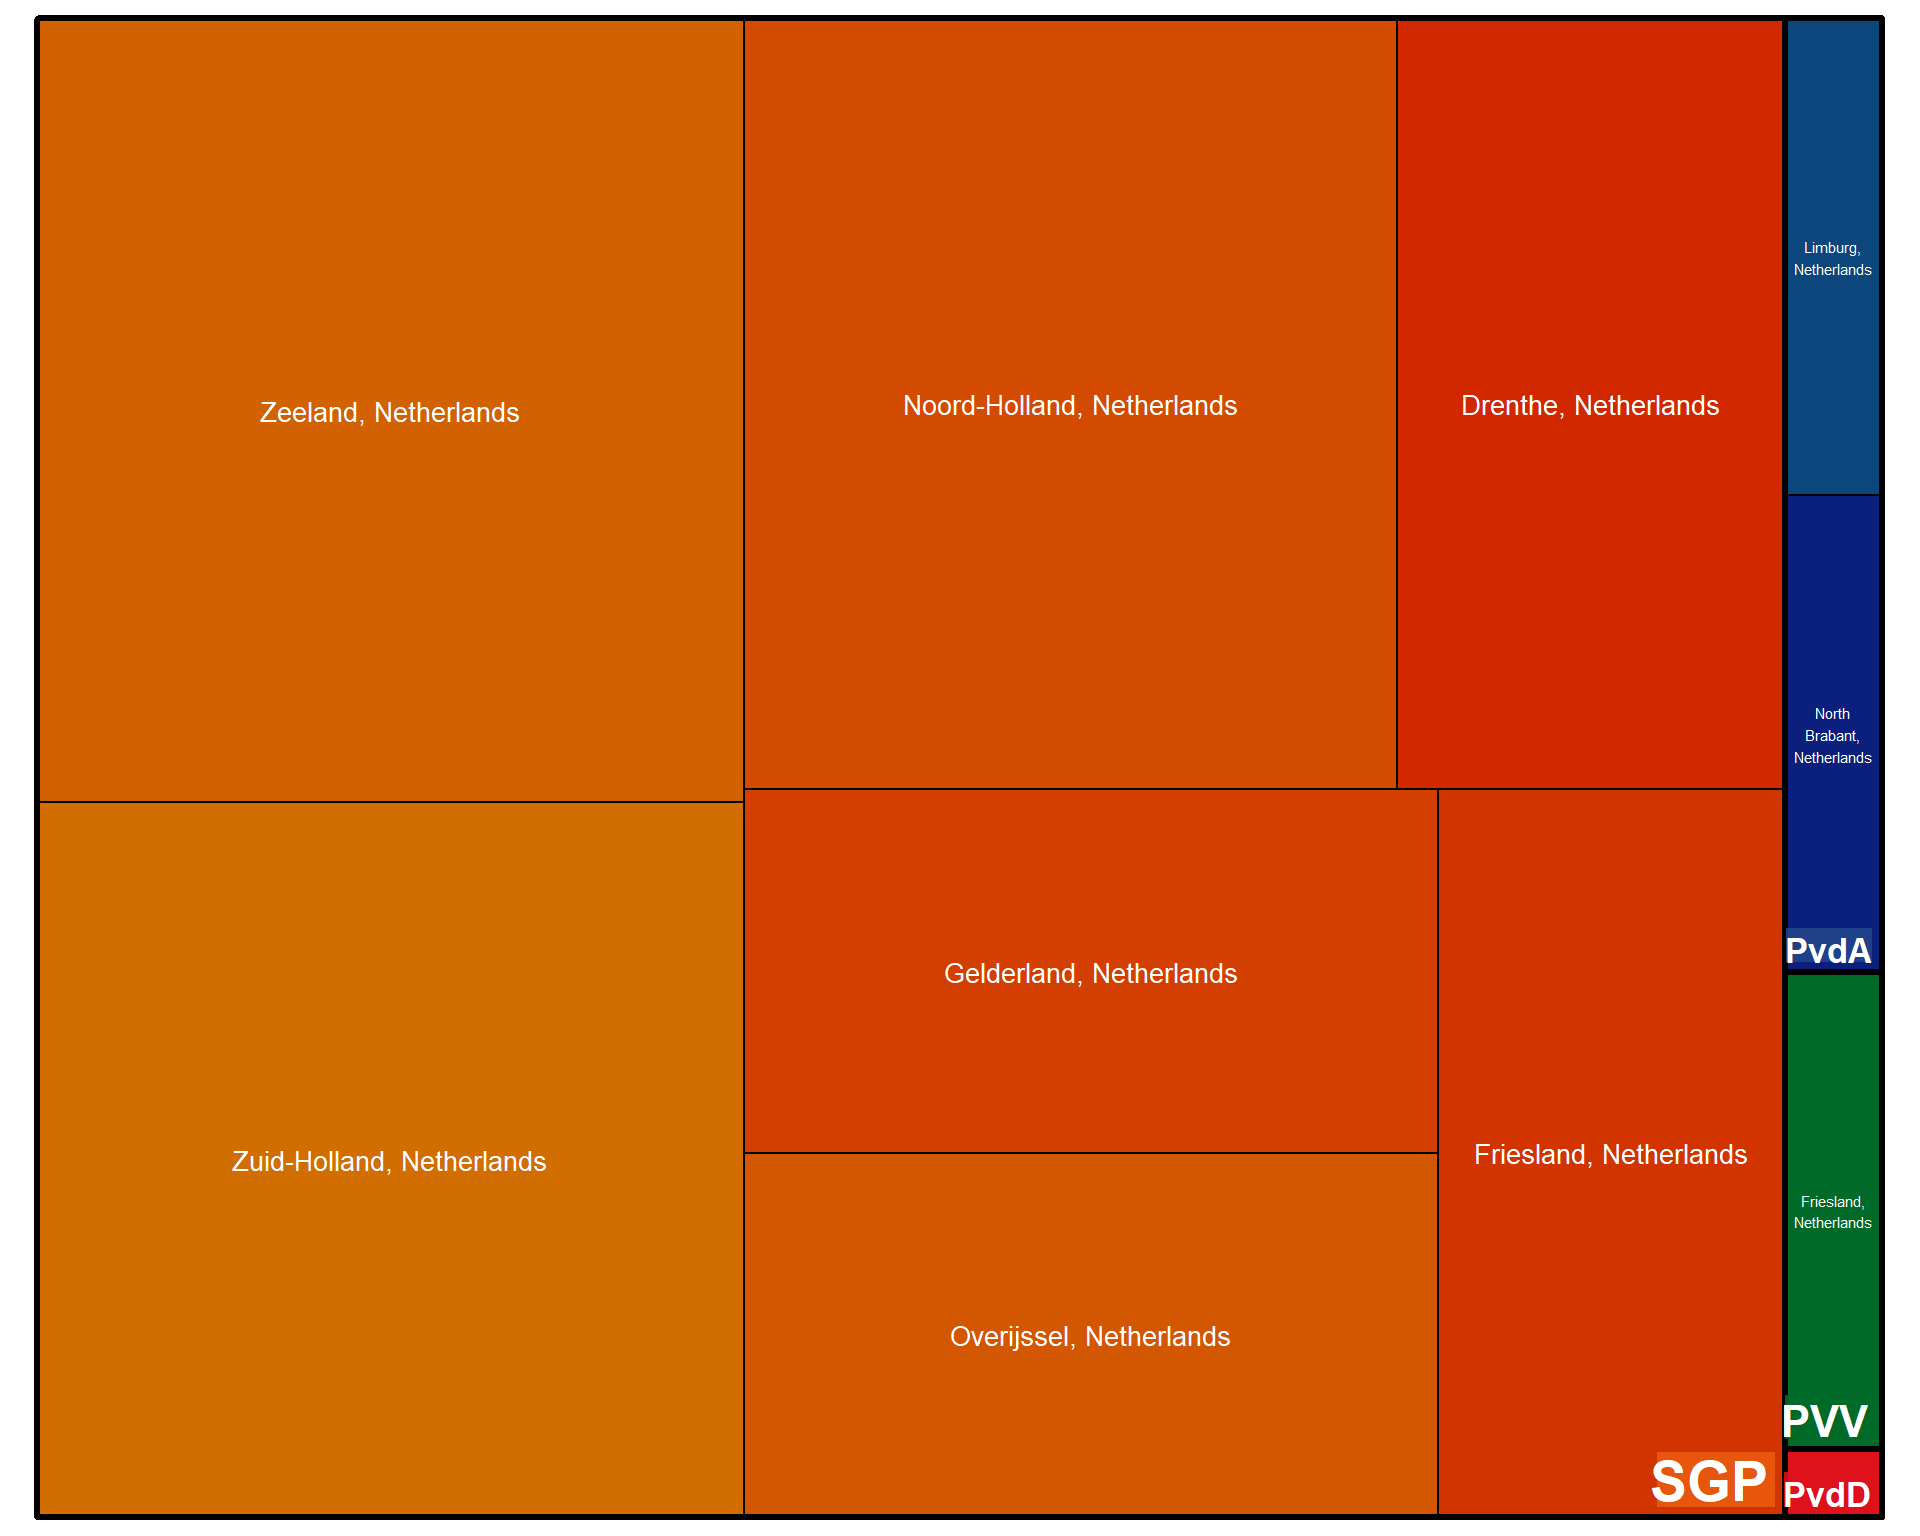 Zeeland, Netherlands
Noord-Holland, Netherlands
Drenthe, Netherlands
Limburg,
Netherlands
North
Brabant,
Netherlands
PvdA
Gelderland, Netherlands
Zuid-Holland, Netherlands
Friesland, Netherlands
Overijssel, Netherlands
SGP
Friesland,
Netherlands
PVV
PvdD